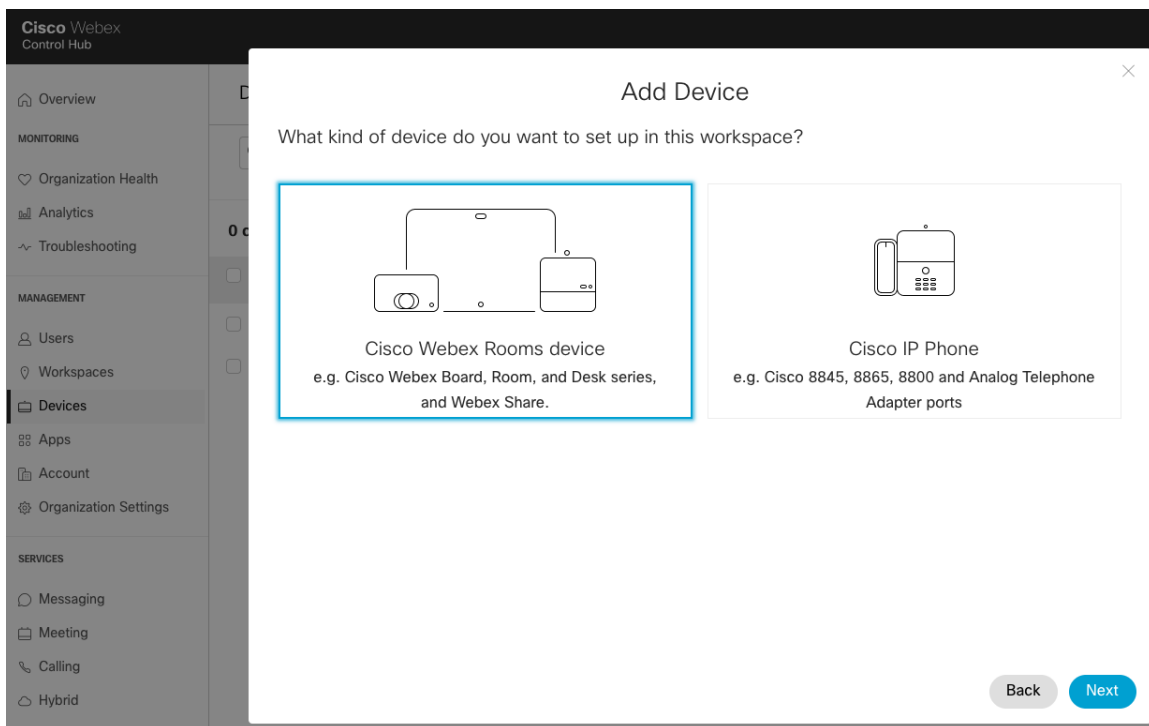 Cisco Webex
Control Hub
Overview
MONITORING
Organization Health
Analytics
Troubleshooting
MANAGEMENT
Users
Workspaces
Devices
Apps
Account
Organization Settings
SERVICES
Messaging
Meeting
Calling
Hybrid
Add Device
What kind of device do you want to set up in this workspace?
Cisco Webex Rooms device
e.g. Cisco Webex Board, Room, and Desk series,
and Webex Share.
Cisco IP Phone
e.g. Cisco 8845, 8865, 8800 and Analog Telephone
Adapter ports
Back
Next